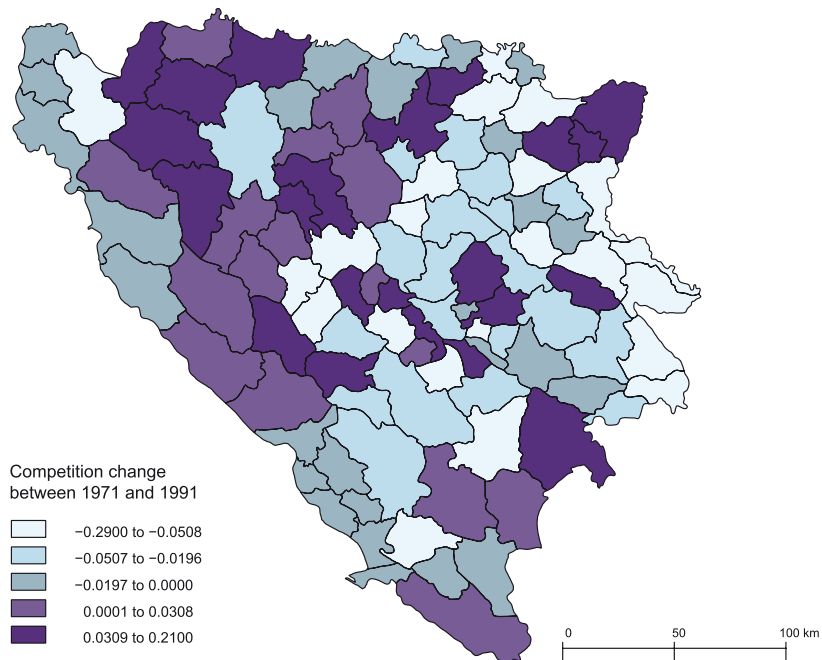 Competition change
between 1971 and 1991
−0.2900 to −0.0508
−0.0507 to −0.0196
−0.0197 to 0.0000
0.0001 to 0.0308
0.0309 to 0.2100
0 50 100 km